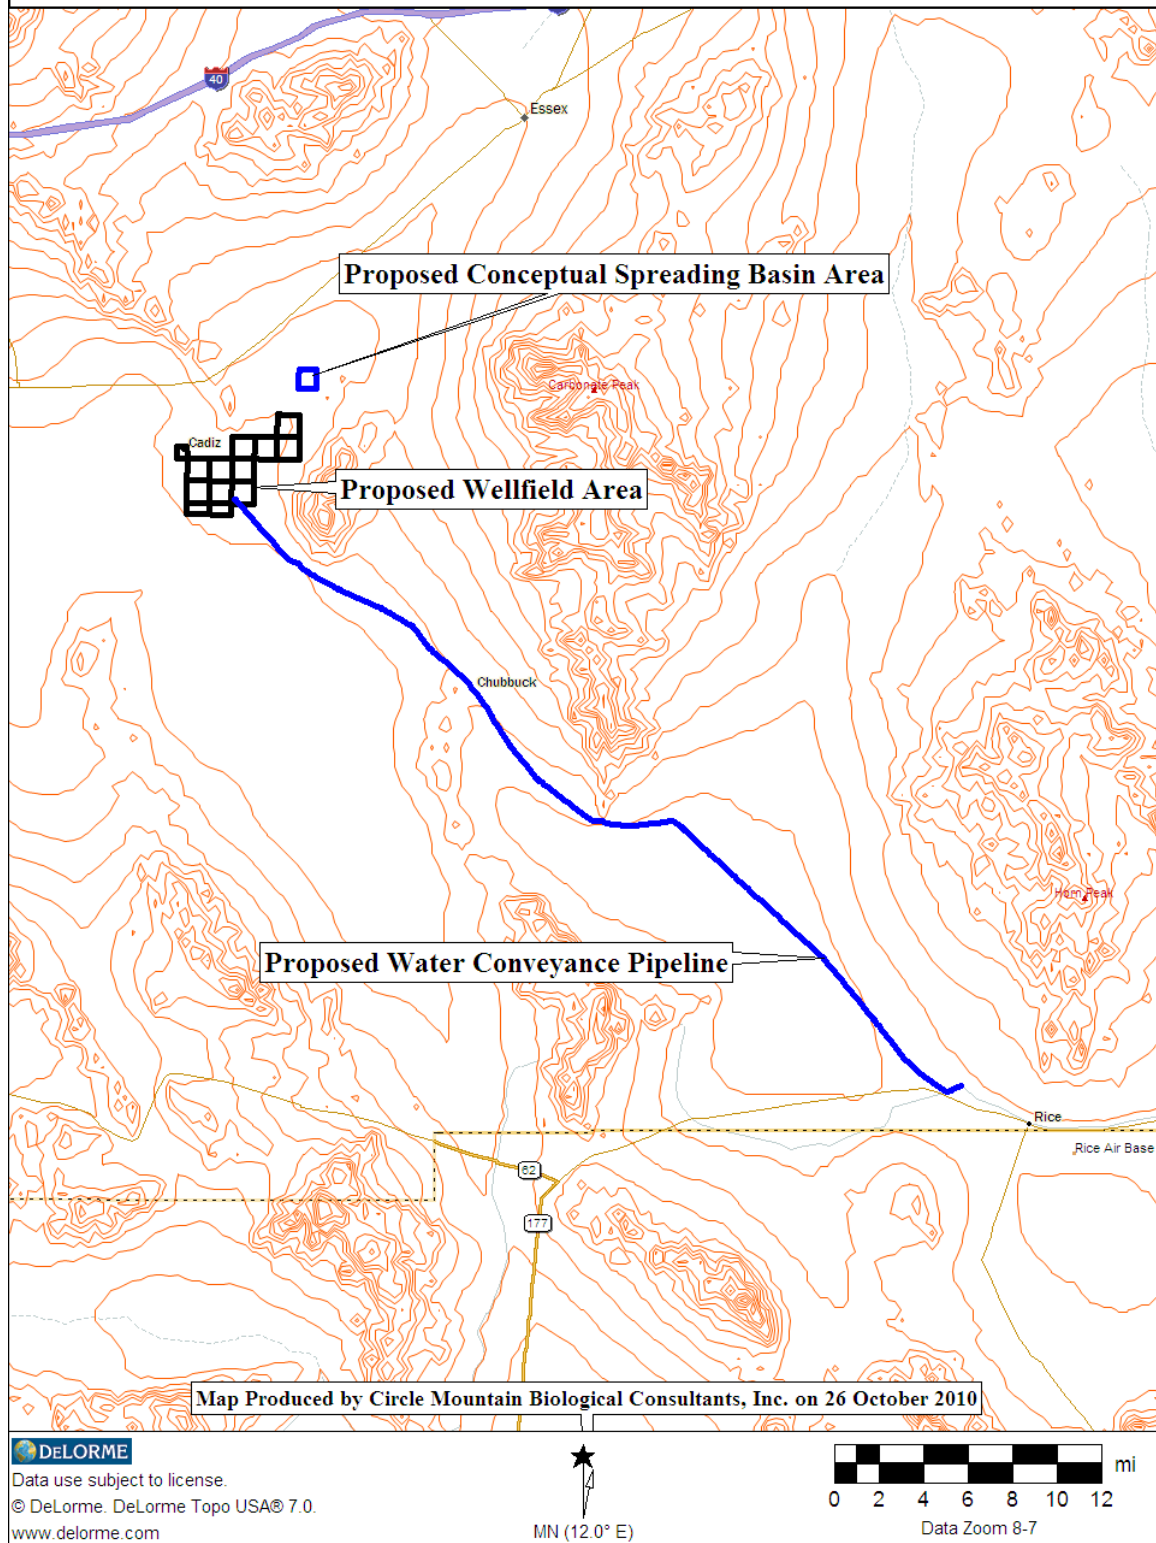 40
Essex
Proposed Conceptual Spreading Basin Area
Carbonate Peak
Cadiz
Proposed Wellfield Area
Chubbuck
Horn Peak
Proposed Water Conveyance Pipeline
Rice
Rice Air Base
62
177
Map Produced by Circle Mountain Biological Consultants, Inc. on 26 October 2010
DELORME
Data use subject to license.
© DeLorme. DeLorme Topo USA® 7.0.
www.delorme.com
MN (12.0° E)
mi
0 2 4 6 8 10 12
Data Zoom 8-7